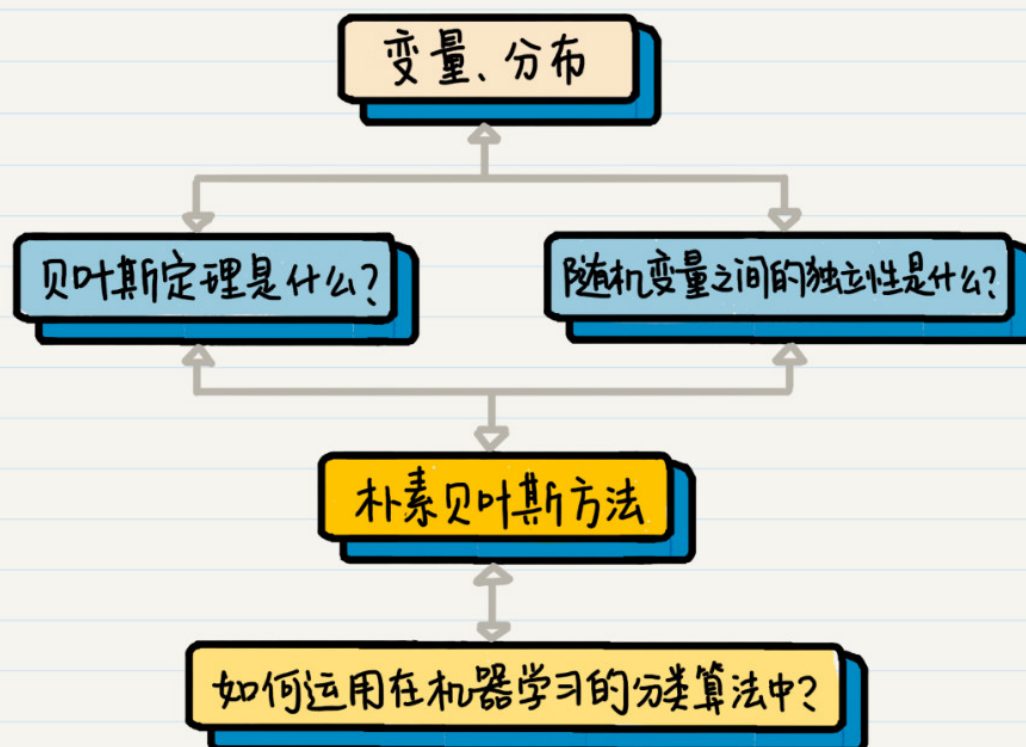 变量、分布
贝叶斯定理是什么?
随机变量之间的独立性是什么?
朴素贝叶斯方法
如何运用在机器学习的分类算法中?